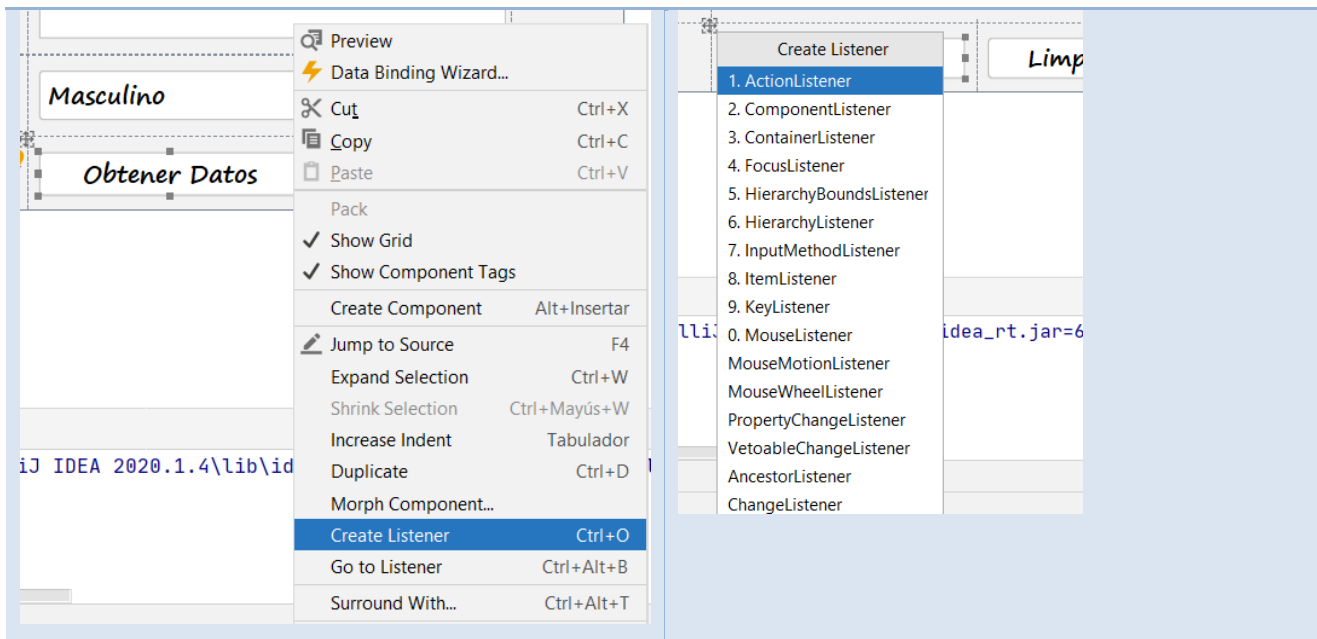 Preview
Data Binding Wizard...
Masculino
Cut Ctrl+X
Copy Ctrl+C
Obtener Datos
Paste Ctrl+V
Pack
Show Grid
Show Component Tags
Create Component Alt+Insertar
Jump to Source F4
Expand Selection Ctrl+W
Shrink Selection Ctrl+Mayús+W
Increase Indent Tabulador
iJ IDEA 2020.1.4\lib\id
Duplicate Ctrl+D
Morph Component...
Create Listener Ctrl+O
Go to Listener Ctrl+Alt+B
Surround With... Ctrl+Alt+T
Create Listener
Limp
1. ActionListener
2. ComponentListener
3. ContainerListener
4. FocusListener
5. HierarchyBoundsListener
6. HierarchyListener
7. InputMethodListener
8. ItemListener
9. KeyListener
lliJ
0. MouseListener
idea_rt.jar=6
MouseMotionListener
MouseWheelListener
PropertyChangeListener
VetoableChangeListener
AncestorListener
ChangeListener